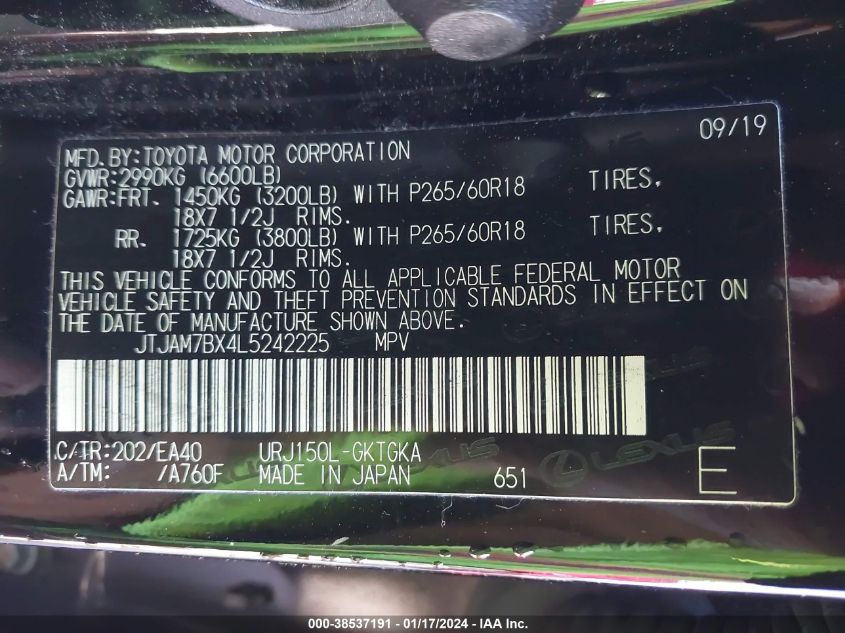 09/19
MFD.BY:TOYOTA MOTOR CORPORATION
GVWR:2990KG (6600LB)
GAWR:FRT. 1450KG (3200LB) WITH P265/60R18 TIRES,
18X7 1/2J RIMS.
RR. 1725KG (3800LB) WITH P265/60R18 TIRES,
18X7 1/2J RIMS.
THIS VEHICLE CONFORMS TO ALL APPLICABLE FEDERAL MOTOR
VEHICLE SAFETY AND THEFT PREVENTION STANDARDS IN EFFECT ON
THE DATE OF MANUFACTURE SHOWN ABOVE.
JTJAM7BX4L5242225 MPV
C/TR:202/EA40 URJ150L-GKTGKA
A/TM: /A760F MADE IN JAPAN 651 LEXUS E
000-38537191 - 01/17/2024 - IAA Inc.